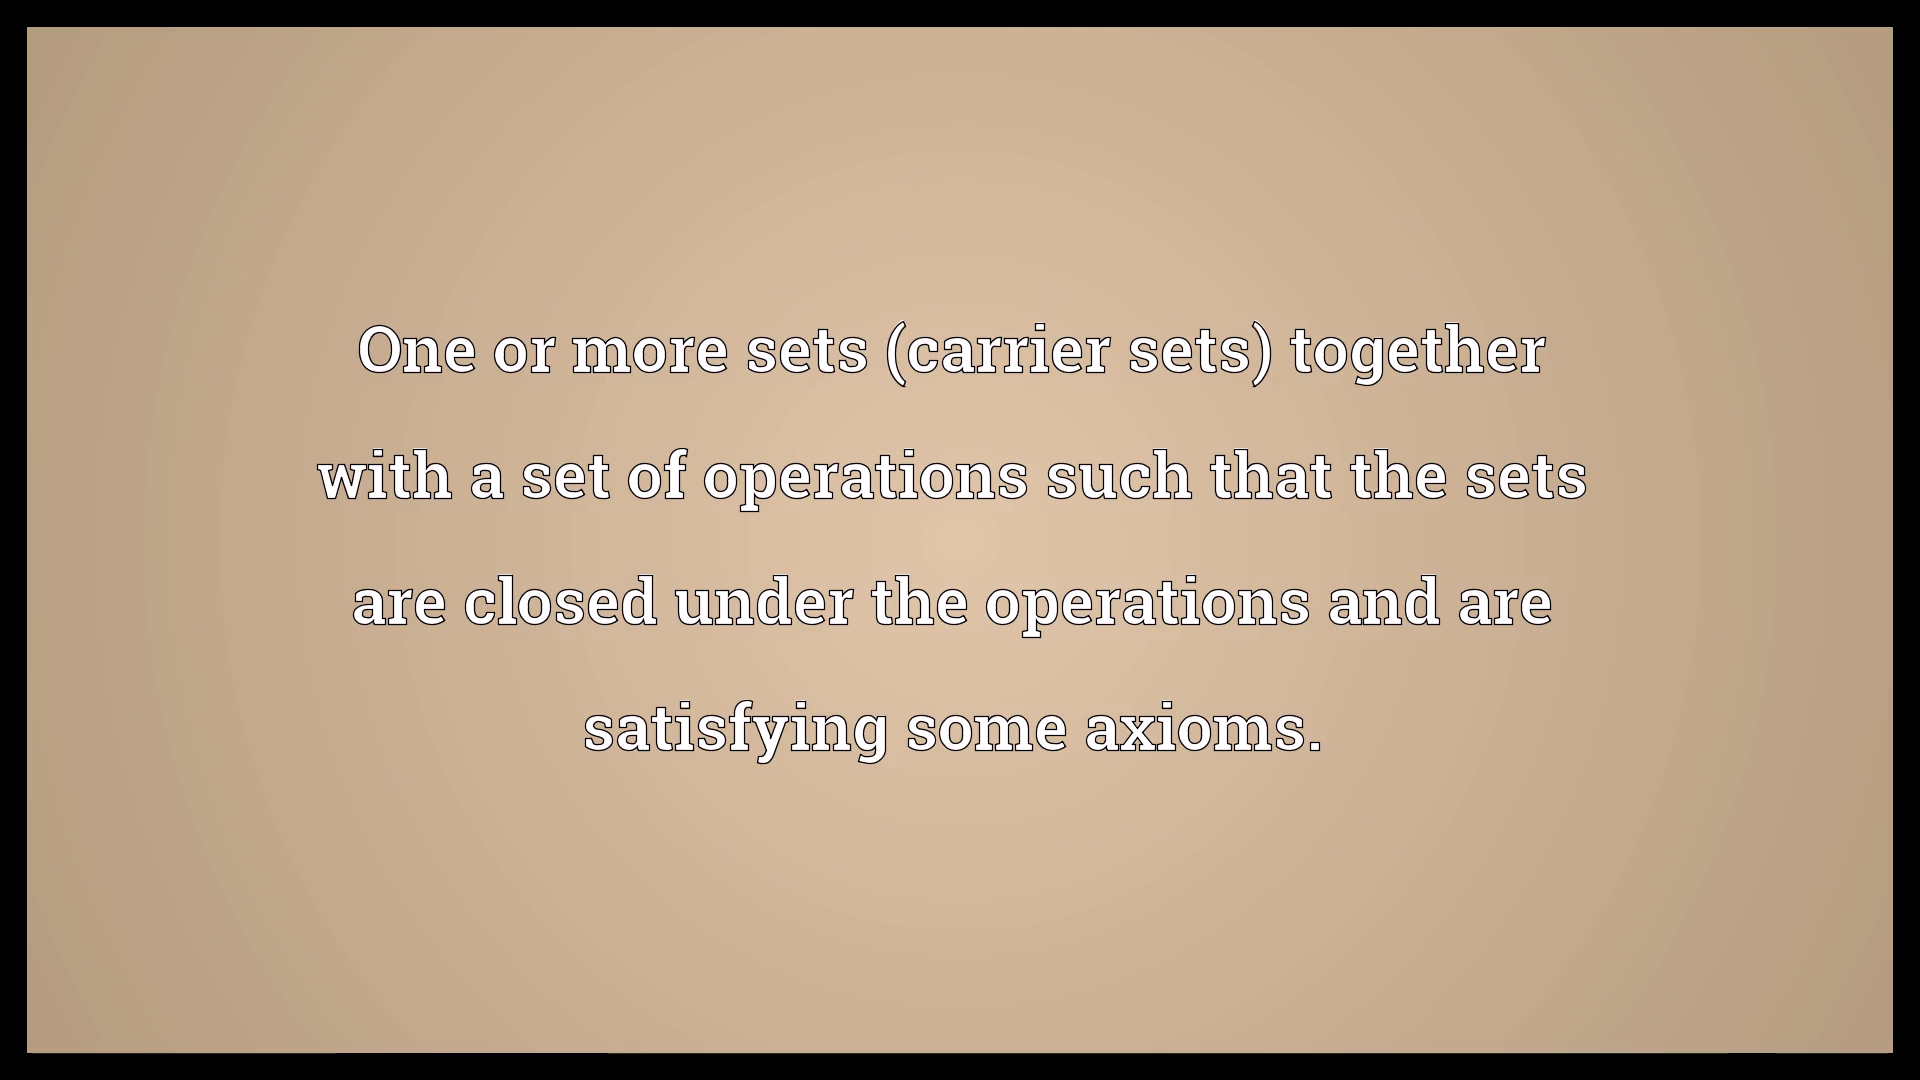 One or more sets (carrier sets) together
with a set of operations such that the sets
are closed under the operations and are
satisfying some axioms.